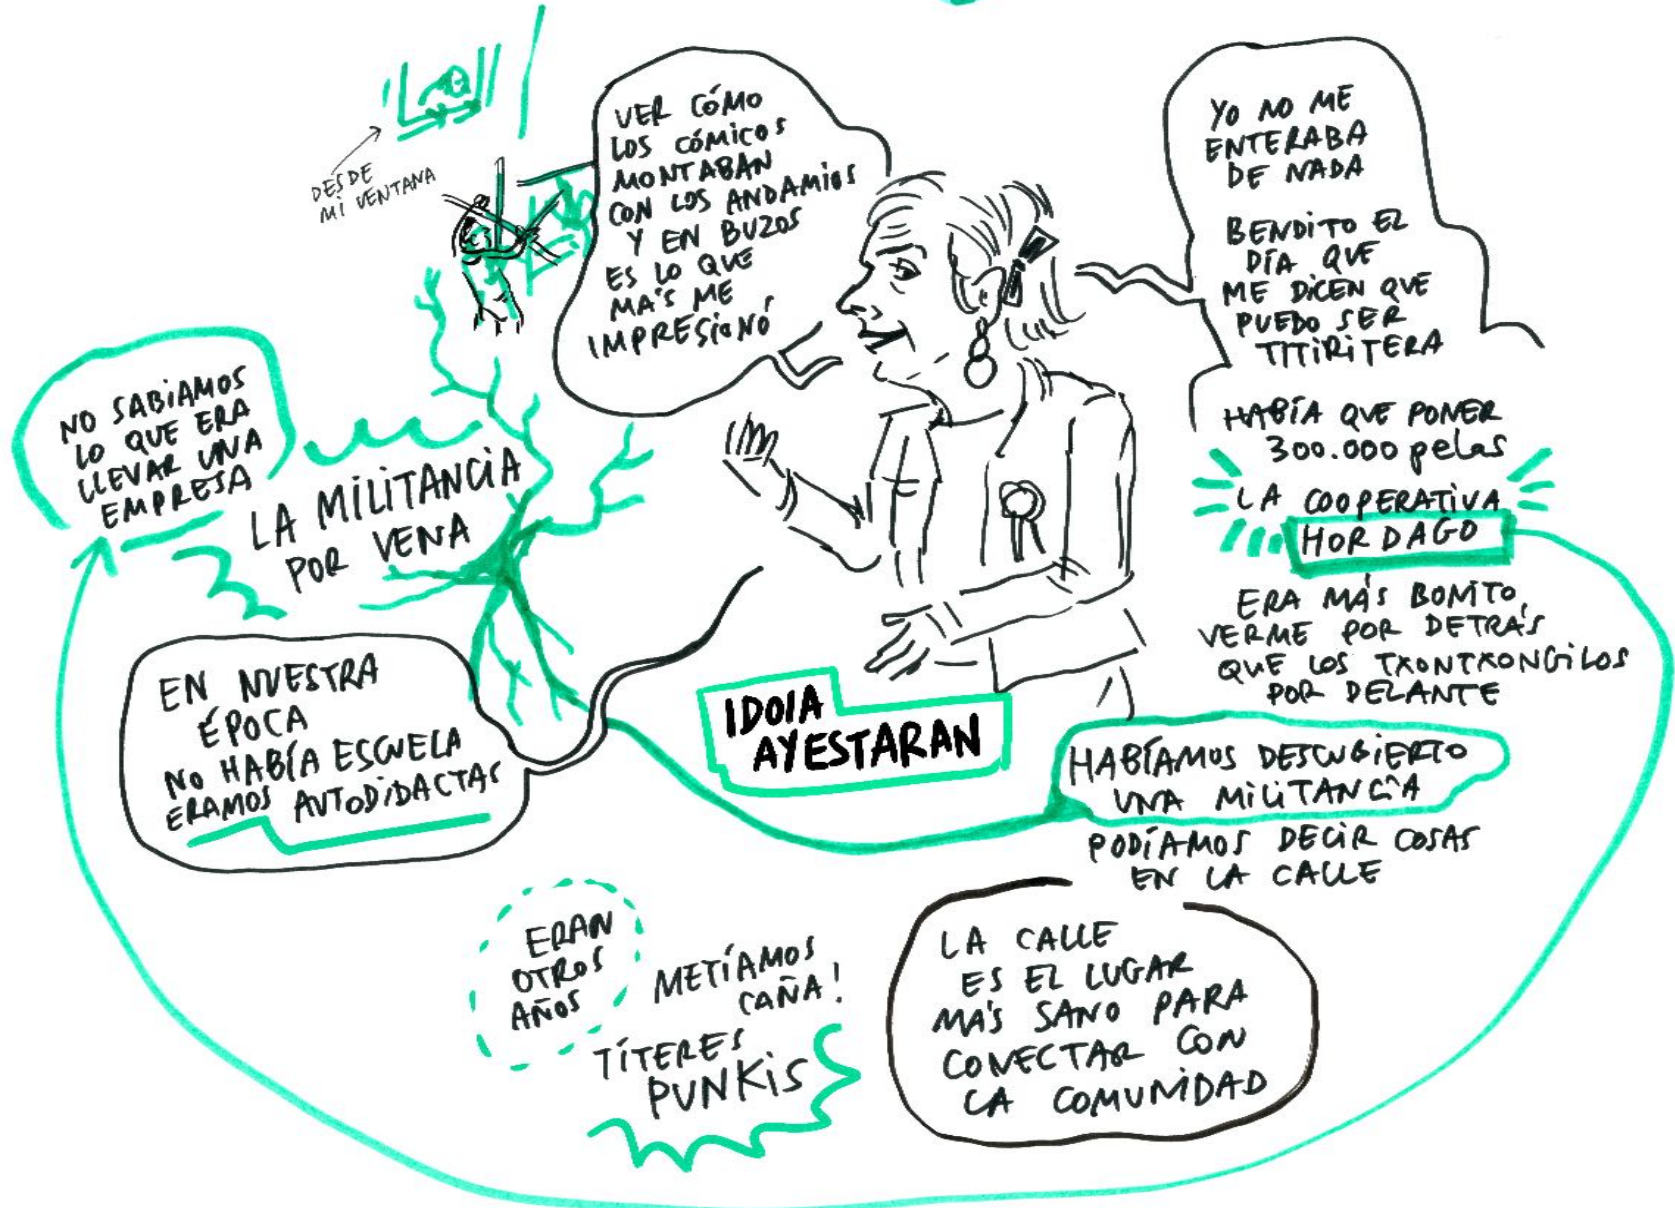 DESDE
MI VENTANA
VER CÓMO
LOS CÓMICOS
MONTABAN
CON LOS ANDAMIOS
Y EN BUZOS
ES LO QUE
MÁS ME
IMPRESIONÓ
YO NO ME
ENTERABA
DE NADA
BENDITO EL
DÍA QUE
ME DICEN QUE
PUEDO SER
TITIRITERA
HABÍA QUE PONER
300.000 pelas
LA COOPERATIVA
HORDAGO
ERA MÁS BONITO
VERME POR DETRÁS
QUE LOS TXONTXONGILOS
POR DELANTE
NO SABIAMOS
LO QUE ERA
LLEVAR UNA
EMPRESA
LA MILITANCIA
POR VENA
EN NUESTRA
ÉPOCA
NO HABÍA ESCUELA
ERAMOS AUTODIDACTAS
IDOIA
AYESTARAN
HABÍAMOS DESCUBIERTO
UNA MILITANCÍA
PODÍAMOS DECIR COSAS
EN LA CALLE
ERAN
OTROS
AÑOS
METÍAMOS
CAÑA!
TÍTERES
PUNKIS
LA CALLE
ES EL LUGAR
MÁS SANO PARA
CONECTAR CON
LA COMUNIDAD